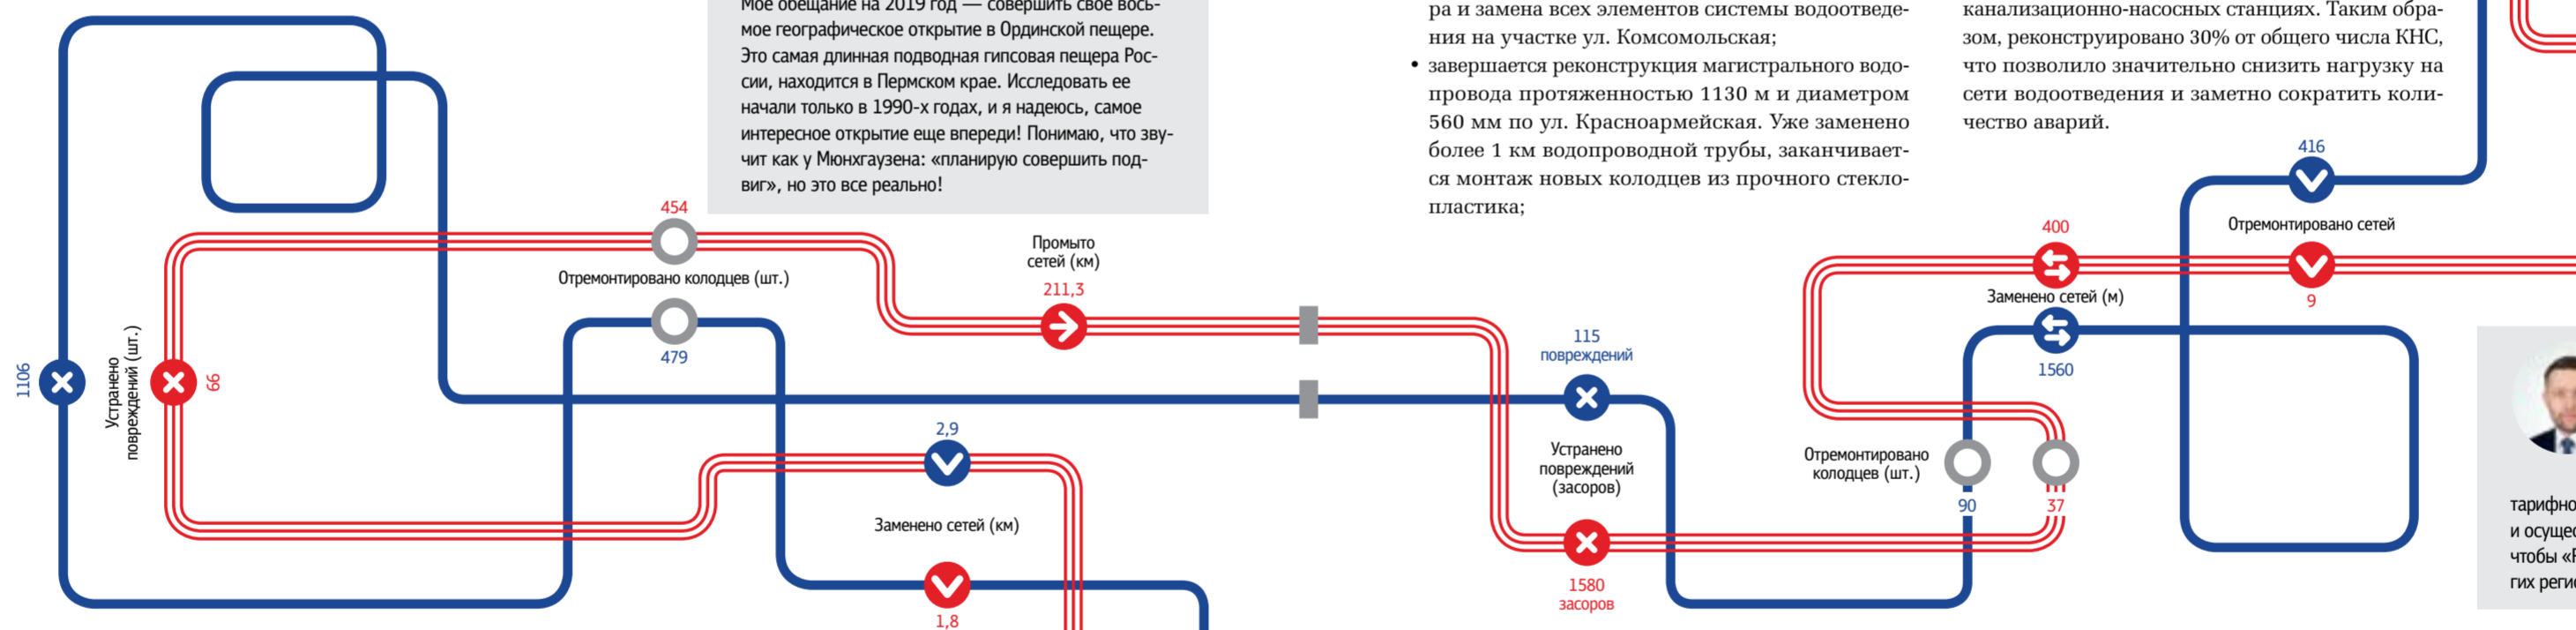 Мое обещание на 2019 год — совершить свое вось-
мое географическое открытие в Ординской пещере.
Это самая длинная подводная гипсовая пещера Рос-
сии, находится в Пермском крае. Исследовать ее
начали только в 1990-х годах, и я надеюсь, самое
интересное открытие еще впереди! Понимаю, что зву-
чит как у Мюнхгаузена: «планирую совершить под-
виг», но это все реально!
ра и замена всех элементов системы водоотведе-
ния на участке ул. Комсомольская;
• завершается реконструкция магистрального водо-
провода протяженностью 1130 м и диаметром
560 мм по ул. Красноармейская. Уже заменено
более 1 км водопроводной трубы, заканчивает-
ся монтаж новых колодцев из прочного стекло-
пластика;
канализационно-насосных станциях. Таким обра-
зом, реконструировано 30% от общего числа КНС,
что позволило значительно снизить нагрузку на
сети водоотведения и заметно сократить коли-
чество аварий.
1106
Устранено
повреждений (шт.)
66
454
Отремонтировано колодцев (шт.)
479
Промыто
сетей (км)
211,3
2,9
Заменено сетей (км)
1,8
115
повреждений
Устранено
повреждений
(засоров)
1580
засоров
Отремонтировано
колодцев (шт.)
90
37
400
Заменено сетей (м)
1560
416
Отремонтировано сетей
9
тарифно
и осущес
чтобы «Р
гих реги